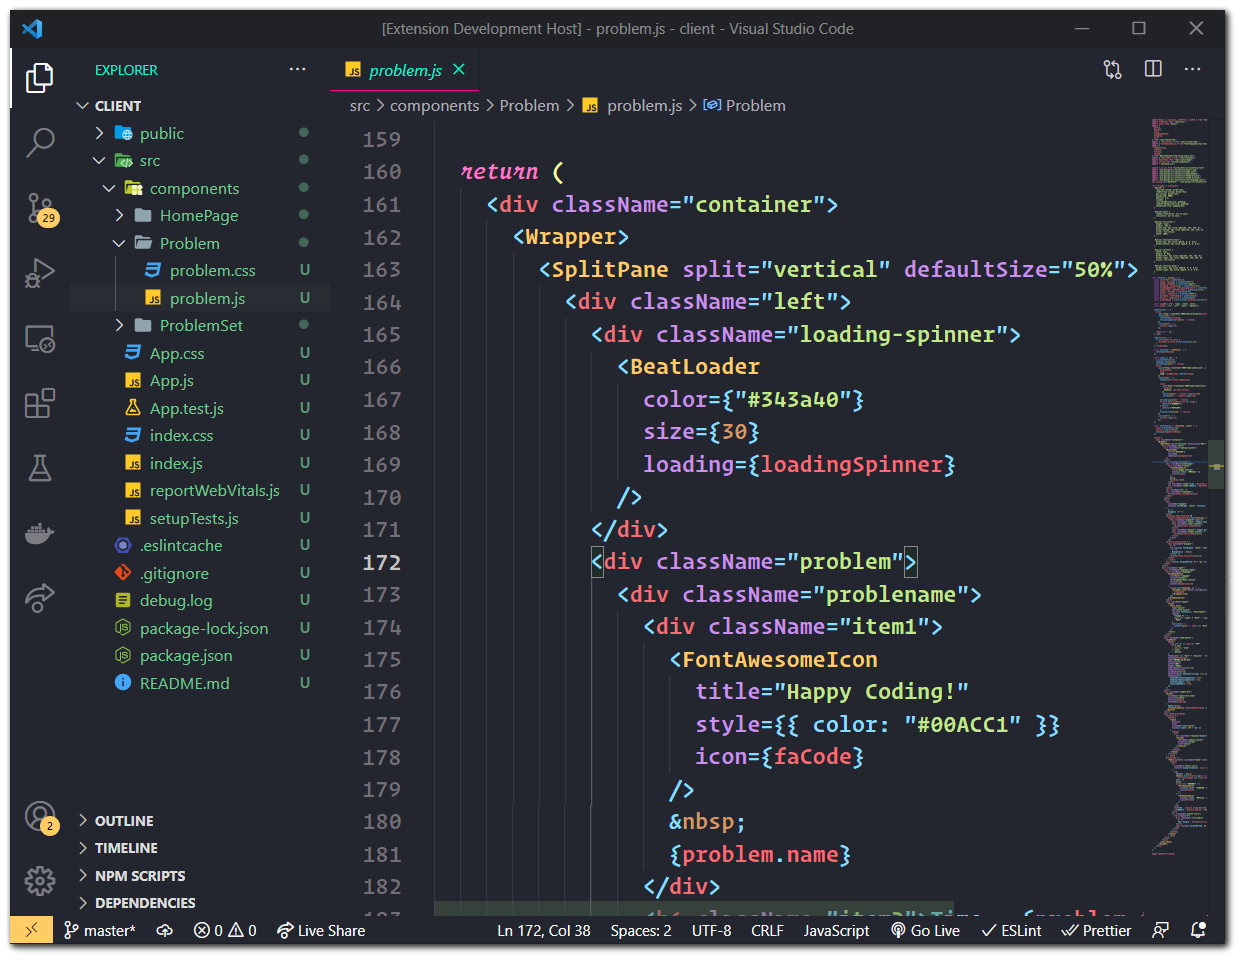 [Extension Development Host] - problem.js - client - Visual Studio Code
EXPLORER
CLIENT
public
src
components
HomePage
Problem
problem.css U
problem.js U
ProblemSet
App.css U
App.js U
App.test.js U
index.css U
index.js U
reportWebVitals.js U
setupTests.js U
.eslintcache U
.gitignore U
debug.log U
package-lock.json U
package.json U
README.md U
OUTLINE
TIMELINE
NPM SCRIPTS
DEPENDENCIES
29
2
JS problem.js
src > components > Problem > JS problem.js > Problem
159
160 return (
161 <div className="container">
162 <Wrapper>
163 <SplitPane split="vertical" defaultSize="50%">
164 <div className="left">
165 <div className="loading-spinner">
166 <BeatLoader
167 color={"#343a40"}
168 size={30}
169 loading={loadingSpinner}
170 />
171 </div>
172 <div className="problem">
173 <div className="problename">
174 <div className="item1">
175 <FontAwesomeIcon
176 title="Happy Coding!"
177 style={{ color: "#00ACC1" }}
178 icon={faCode}
179 />
180 &nbsp;
181 {problem.name}
182 </div>
master* 0 0 Live Share Ln 172, Col 38 Spaces: 2 UTF-8 CRLF JavaScript Go Live ESLint Prettier